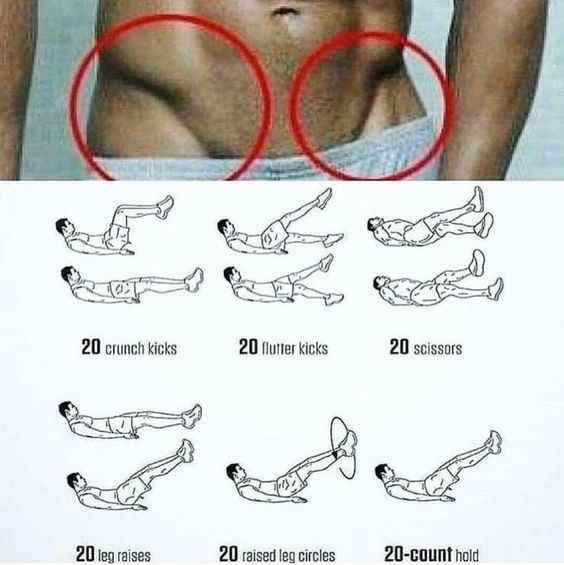 20 crunch kicks
20 flutter kicks
20 scissors
20 leg raises
20 raised leg circles
20-count hold